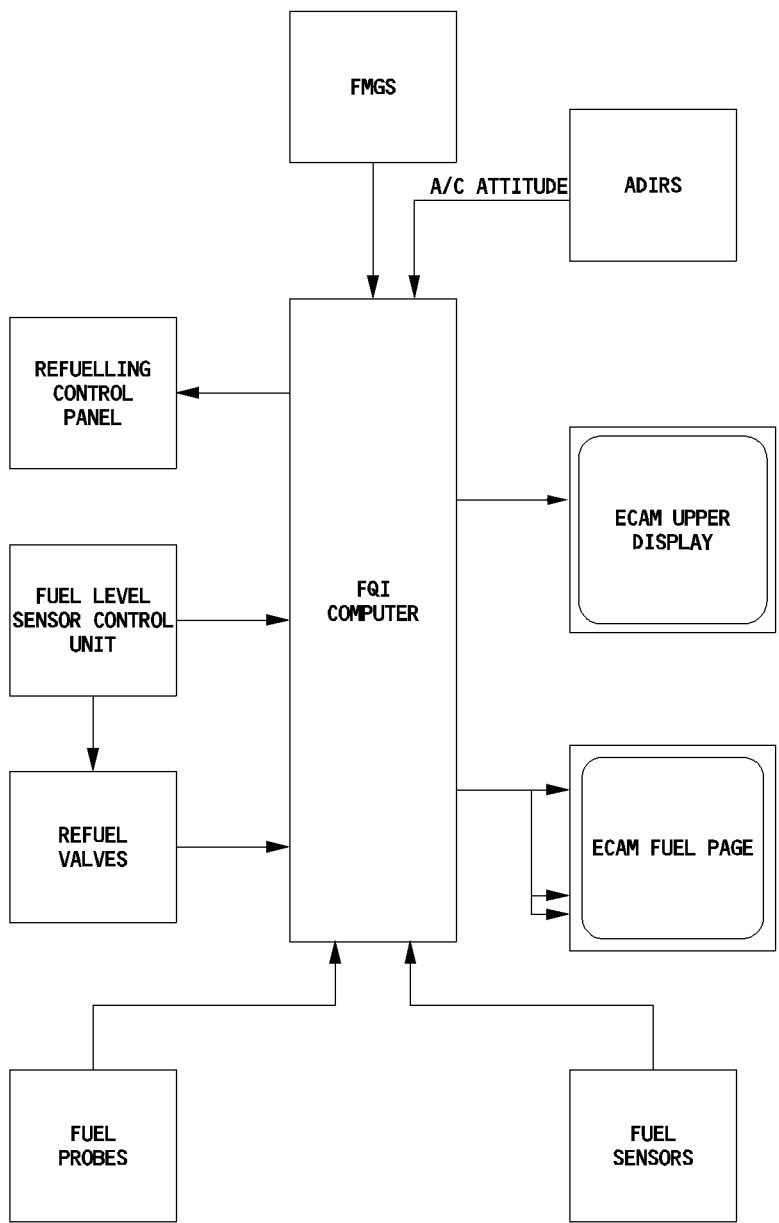 FMGS
A/C ATTITUDE
ADIRS
REFUELLING
CONTROL
PANEL
ECAM UPPER
DISPLAY
FUEL LEVEL
SENSOR CONTROL
UNIT
FQI
COMPUTER
REFUEL
VALVES
ECAM FUEL PAGE
FUEL
PROBES
FUEL
SENSORS